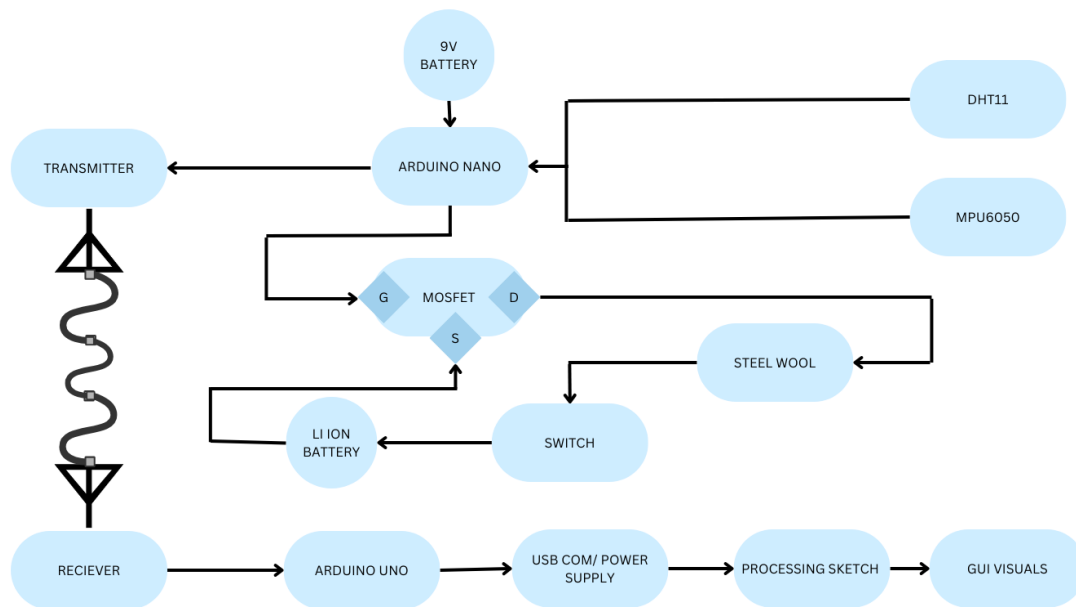 9V
BATTERY
DHT11
TRANSMITTER
ARDUINO NANO
MPU6050
G
MOSFET
D
S
STEEL WOOL
LI ION
BATTERY
SWITCH
RECIEVER
ARDUINO UNO
USB COM/ POWER
SUPPLY
PROCESSING SKETCH
GUI VISUALS